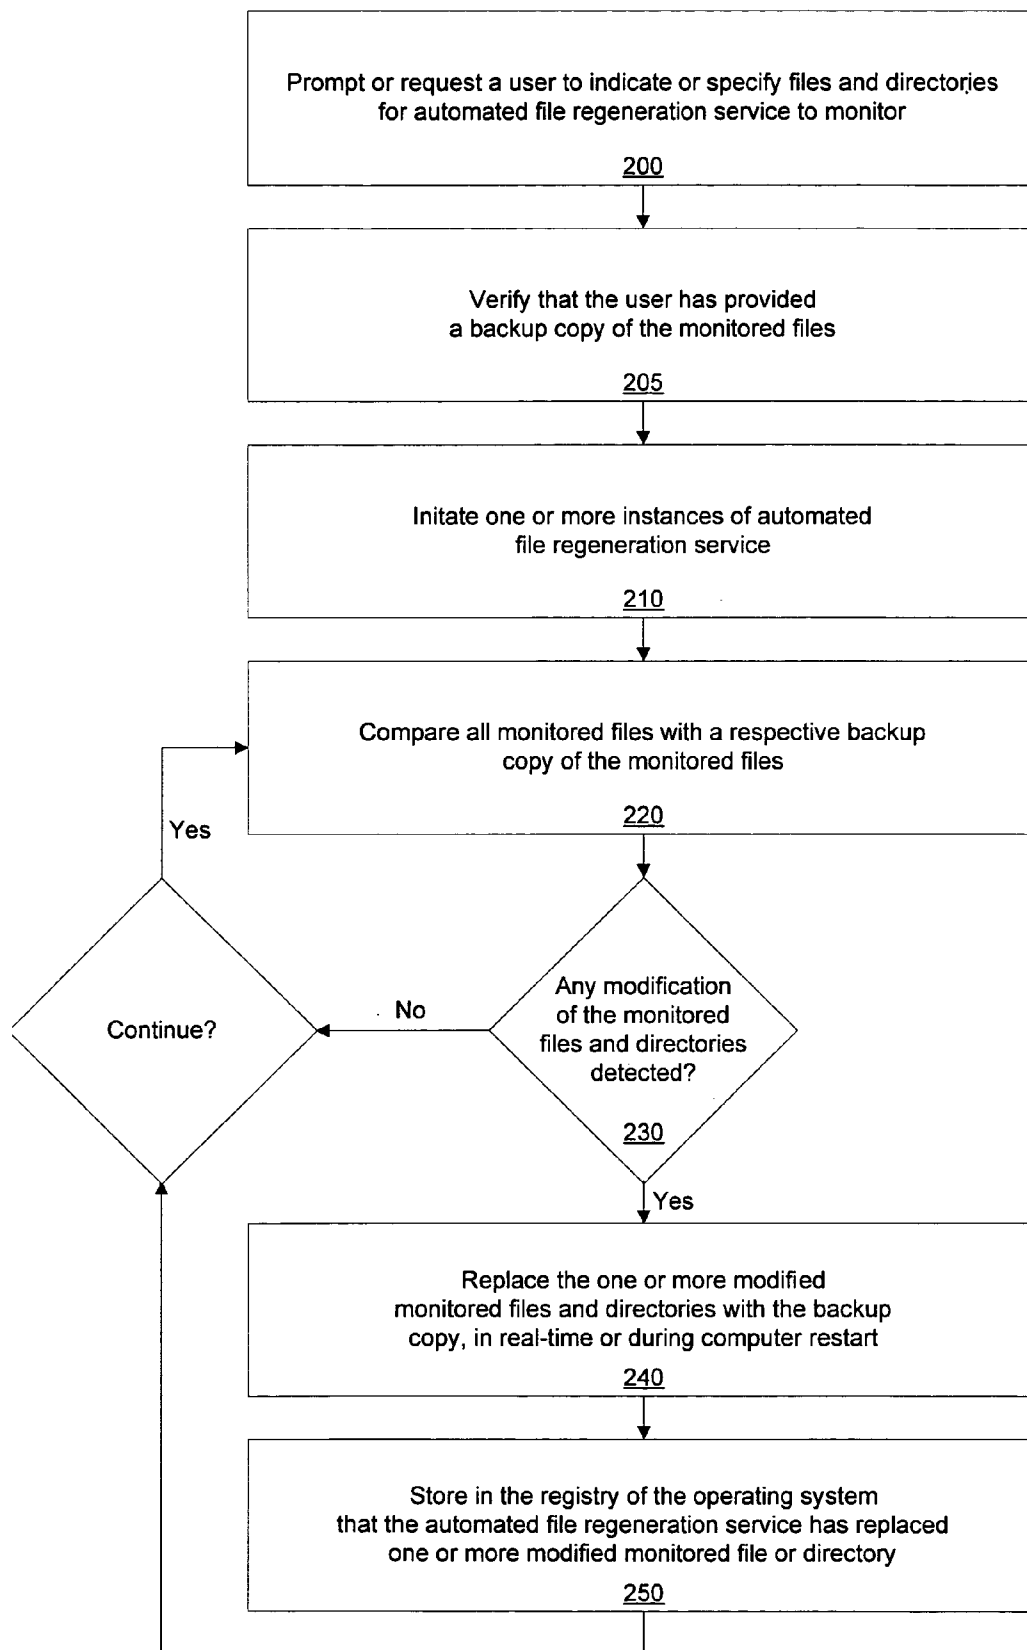 Prompt or request a user to indicate or specify files and directories
for automated file regeneration service to monitor
200
Verify that the user has provided
a backup copy of the monitored files
205
Initate one or more instances of automated
file regeneration service
210
Compare all monitored files with a respective backup
copy of the monitored files
220
Yes
Any modification
of the monitored
files and directories
detected?
230
No
Continue?
Yes
Replace the one or more modified
monitored files and directories with the backup
copy, in real-time or during computer restart
240
Store in the registry of the operating system
that the automated file regeneration service has replaced
one or more modified monitored file or directory
250